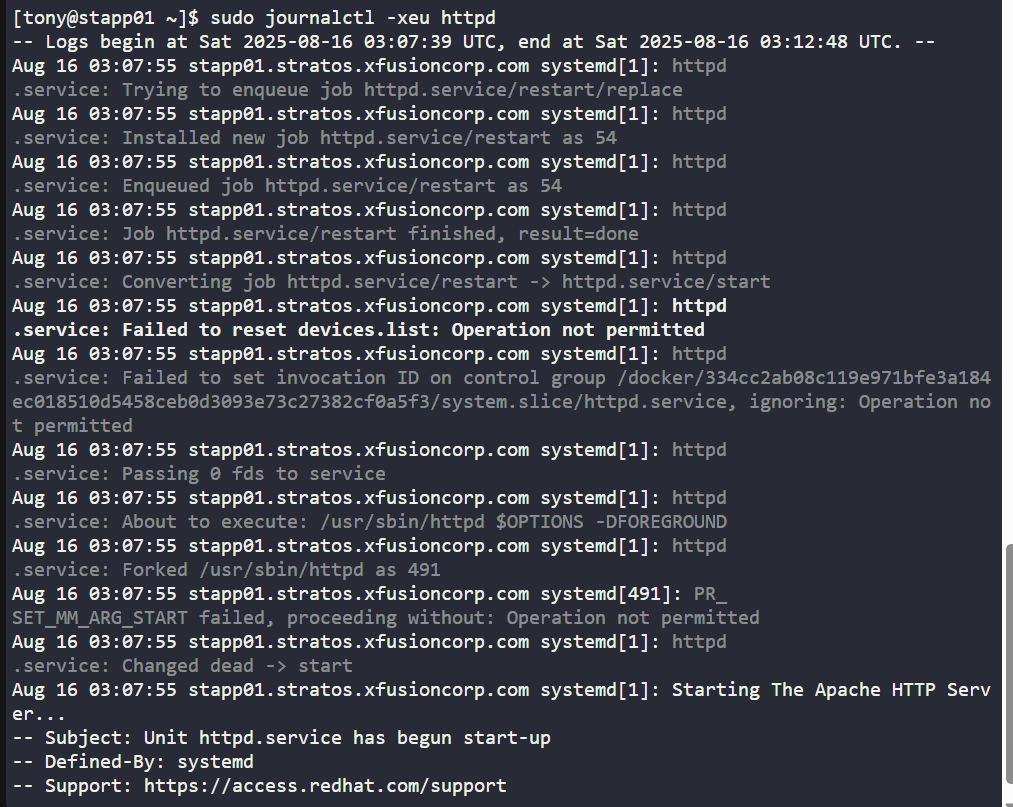 [tony@stapp01 ~]$ sudo journalctl -xeu httpd
-- Logs begin at Sat 2025-08-16 03:07:39 UTC, end at Sat 2025-08-16 03:12:48 UTC. --
Aug 16 03:07:55 stapp01.stratos.xfusioncorp.com systemd[1]: httpd
.service: Trying to enqueue job httpd.service/restart/replace
Aug 16 03:07:55 stapp01.stratos.xfusioncorp.com systemd[1]: httpd
.service: Installed new job httpd.service/restart as 54
Aug 16 03:07:55 stapp01.stratos.xfusioncorp.com systemd[1]: httpd
.service: Enqueued job httpd.service/restart as 54
Aug 16 03:07:55 stapp01.stratos.xfusioncorp.com systemd[1]: httpd
.service: Job httpd.service/restart finished, result=done
Aug 16 03:07:55 stapp01.stratos.xfusioncorp.com systemd[1]: httpd
.service: Converting job httpd.service/restart -> httpd.service/start
Aug 16 03:07:55 stapp01.stratos.xfusioncorp.com systemd[1]: httpd
.service: Failed to reset devices.list: Operation not permitted
Aug 16 03:07:55 stapp01.stratos.xfusioncorp.com systemd[1]: httpd
.service: Failed to set invocation ID on control group /docker/334cc2ab08c119e971bfe3a184
ec018510d5458ceb0d3093e73c27382cf0a5f3/system.slice/httpd.service, ignoring: Operation no
t permitted
Aug 16 03:07:55 stapp01.stratos.xfusioncorp.com systemd[1]: httpd
.service: Passing 0 fds to service
Aug 16 03:07:55 stapp01.stratos.xfusioncorp.com systemd[1]: httpd
.service: About to execute: /usr/sbin/httpd $OPTIONS -DFOREGROUND
Aug 16 03:07:55 stapp01.stratos.xfusioncorp.com systemd[1]: httpd
.service: Forked /usr/sbin/httpd as 491
Aug 16 03:07:55 stapp01.stratos.xfusioncorp.com systemd[491]: PR_
SET_MM_ARG_START failed, proceeding without: Operation not permitted
Aug 16 03:07:55 stapp01.stratos.xfusioncorp.com systemd[1]: httpd
.service: Changed dead -> start
Aug 16 03:07:55 stapp01.stratos.xfusioncorp.com systemd[1]: Starting The Apache HTTP Serv
er...
-- Subject: Unit httpd.service has begun start-up
-- Defined-By: systemd
-- Support: https://access.redhat.com/support